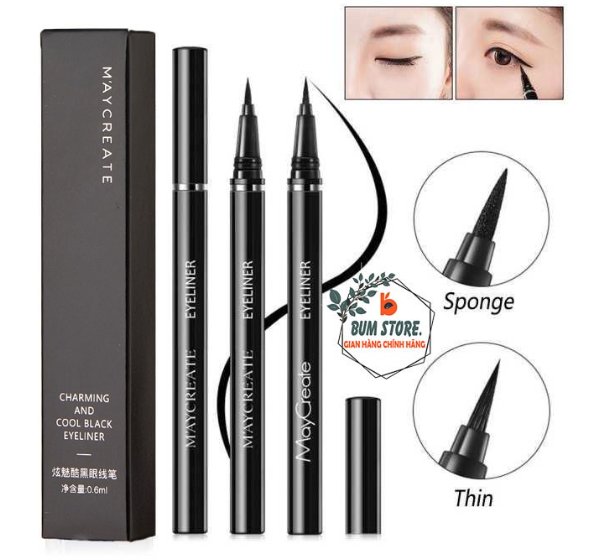 MAYCREATE
CHARMING
AND
COOL BLACK
EYELINER
炫魅酷黑眼线笔
净含量:0.6ml
MAYCREATE EYELINER
MAYCREATE EYELINER
MayCreate EYELINER
BUM STORE.
GIAN HÀNG CHÍNH HÃNG
Sponge
Thin